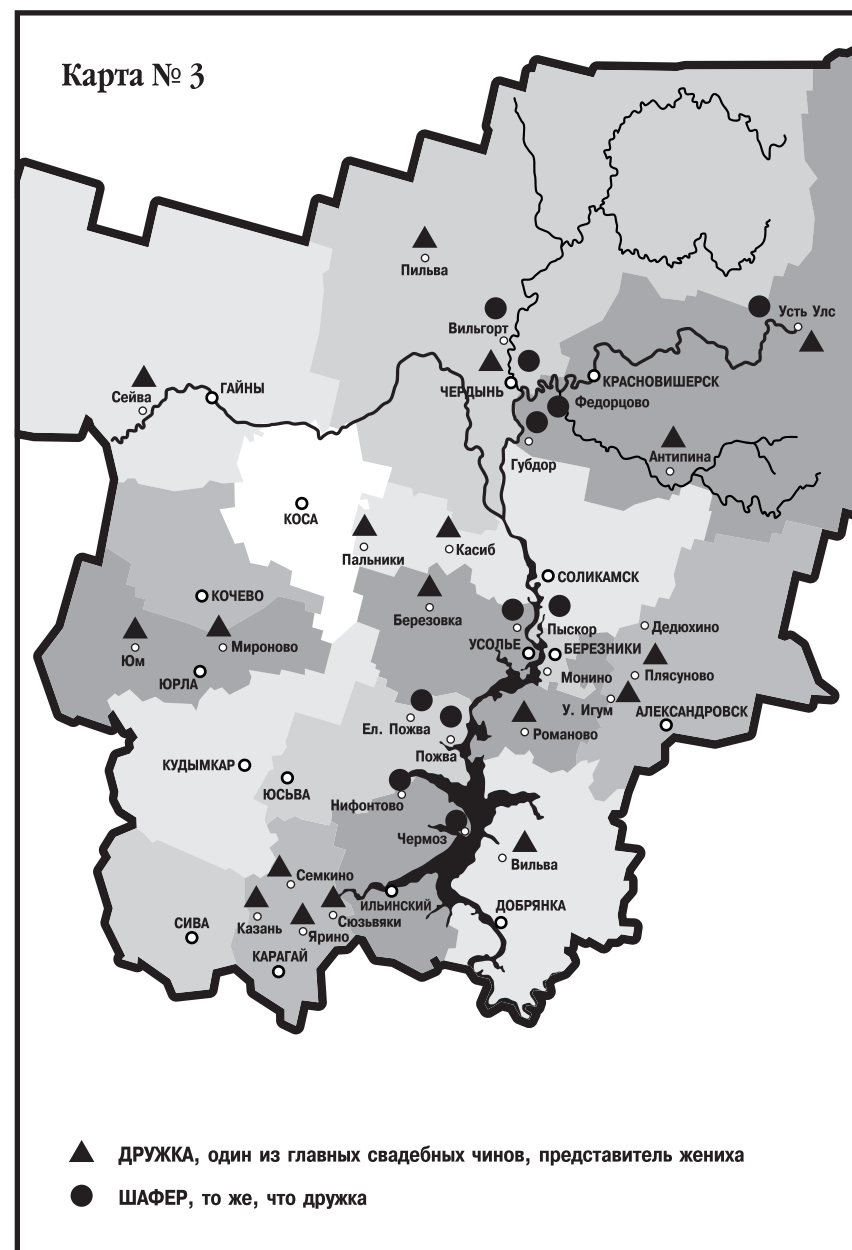 Карта № 3
Пильва
Усть Улс
Вильгорт
КРАСНОВИШЕРСК
ГАЙНЫ
ЧЕРДЫНЬ
Сейва
Федорцово
Антипина
Губдор
КОСА
Касиб
Пальники
СОЛИКАМСК
КОЧЕВО
Березовка
Пыскор
Дедюхино
УСОЛЬЕ
БЕРЕЗНИКИ
Мироново
Юм
Монино
Плясуново
ЮРЛА
У. Игум
АЛЕКСАНДРОВСК
Ел. Пожва
Романово
Пожва
КУДЫМКАР
ЮСЬВА
Нифонтово
Чермоз
Вильва
Семкино
ИЛЬИНСКИЙ
ДОБРЯНКА
СИВА
Казань
Сюзьвяки
Ярино
КАРАГАЙ
ДРУЖКА, один из главных свадебных чинов, представитель жениха
ШАФЕР, то же, что дружка